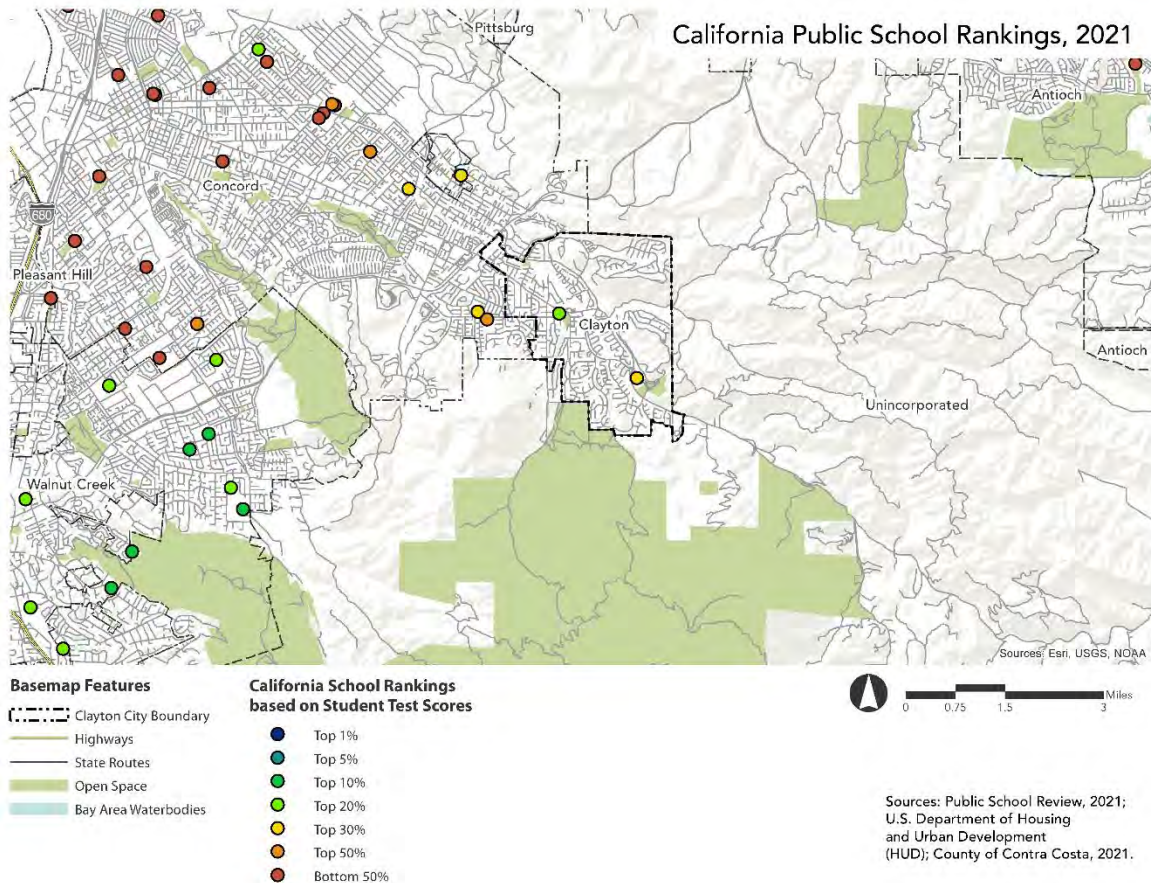 California Public School Rankings, 2021
Pittsburg
Antioch
Concord
680
Pleasant Hill
Clayton
Antioch
Unincorporated
Walnut Creek
Sources: Esri, USGS, NOAA
Basemap Features
Clayton City Boundary
Highways
State Routes
Open Space
Bay Area Waterbodies
California School Rankings
based on Student Test Scores
Top 1%
Top 5%
Top 10%
Top 20%
Top 30%
Top 50%
Bottom 50%
Miles
0 0.75 1.5 3
Sources: Public School Review, 2021;
U.S. Department of Housing
and Urban Development
(HUD); County of Contra Costa, 2021.